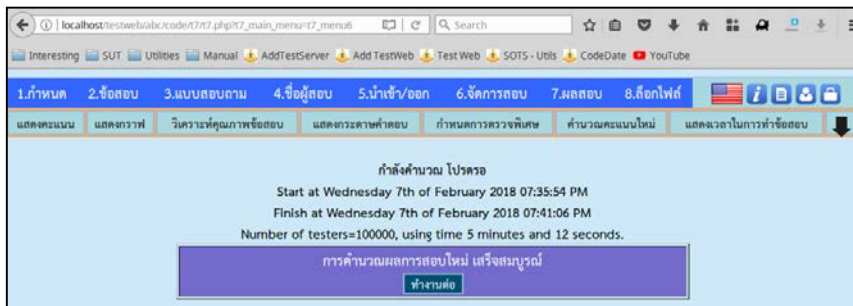 localhost/testweb/abc/code/t7/t7.php?t7_main_menu=t7_menu6 Search
Interesting SUT Utilities Manual AddTestServer Add TestWeb Test Web SOTS - Utils CodeDate YouTube
1.กำหนด 2.ข้อสอบ 3.แบบสอบถาม 4.ชื่อผู้สอบ 5.นำเข้า/ออก 6.จัดการสอบ 7.ผลสอบ 8.ล็อกไฟล์
แสดงคะแนน แสดงกราฟ วิเคราะห์คุณภาพข้อสอบ แสดงกระดาษคำตอบ กำหนดการตรวจพิเศษ คำนวณคะแนนใหม่ แสดงเวลาในการทำข้อสอบ
กำลังคำนวณ โปรดรอ
Start at Wednesday 7th of February 2018 07:35:54 PM
Finish at Wednesday 7th of February 2018 07:41:06 PM
Number of testers=100000, using time 5 minutes and 12 seconds.
การคำนวณผลการสอบใหม่ เสร็จสมบูรณ์
ทำงานต่อ